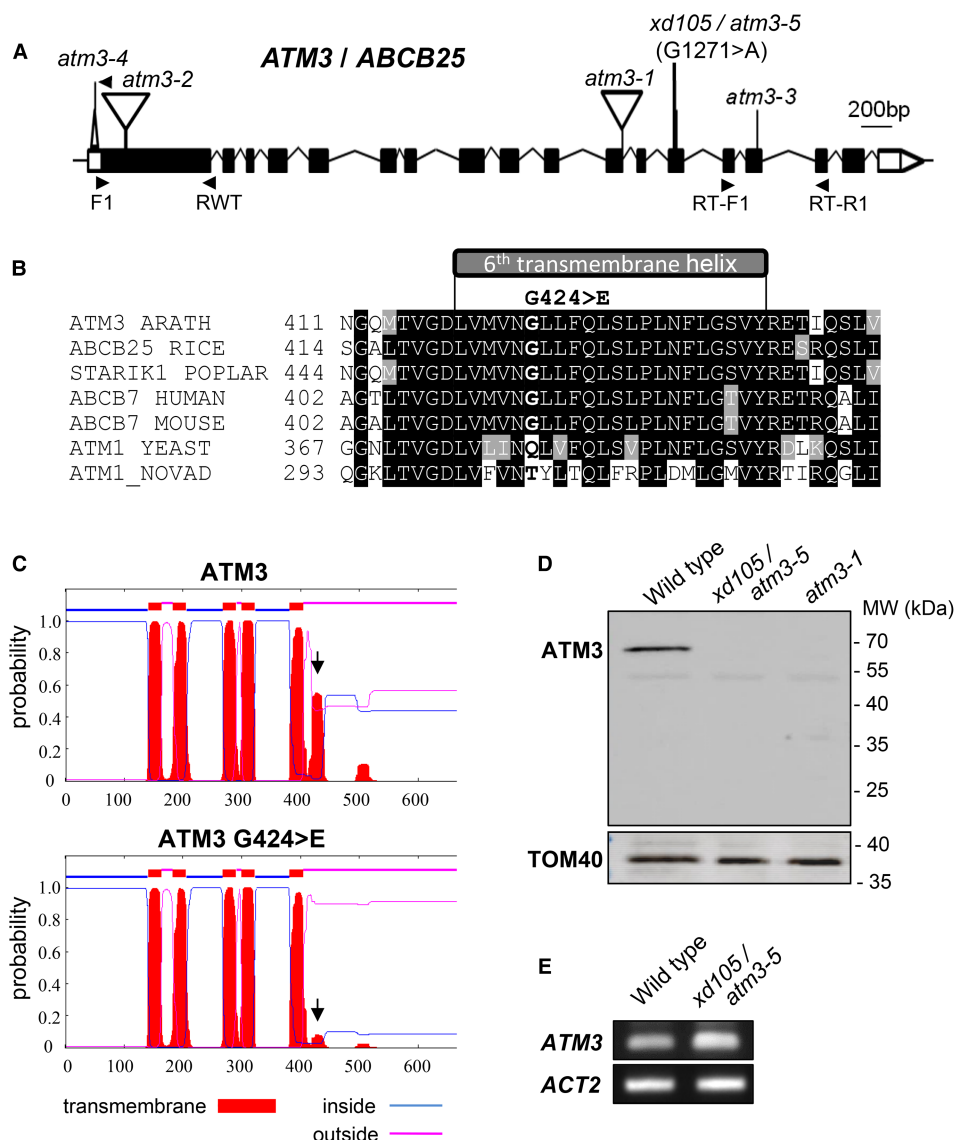 A
ATM3 / ABCB25
xd105 / atm3-5
(G1271>A)
atm3-4
atm3-2
atm3-1
atm3-3
200bp
F1
RWT
RT-F1
RT-R1
B
6th transmembrane helix
G424>E
ATM3 ARATH 411 NGQMTVGDLVMVNGLLFQLSLPLNFLGSVYRETIQSLV
ABCB25 RICE 414 SGALTVGDLVMVNGLLFQLSLPLNFLGSVYRESRQSLI
STARIK1 POPLAR 444 NGQMTVGDLVMVNGLLFQLSLPLNFLGSVYRETIQSLI
ABCB7 HUMAN 402 AGTLTVGDLVMVNGLLFQLSLPLNFLGTVYRETRQALI
ABCB7 MOUSE 402 AGALTVGDLVMVNGLLFQLSLPLNFLGTVYRETRQALI
ATM1 YEAST 367 GGNLTVGDLVLINQLVFQLSVPLNFLGSVYRDLKQSLI
ATM1_NOVAD 293 QGKLTVGDLVFVNTYLTQLFRPLDMLGMVYRTIRQGLI
C
ATM3
probability
1.0
0.8
0.6
0.4
0.2
0
0 100 200 300 400 500 600
ATM3 G424>E
probability
1.0
0.8
0.6
0.4
0.2
0
0 100 200 300 400 500 600
transmembrane
inside
outside
D
Wild type
xd105 /
atm3-5
atm3-1
MW (kDa)
ATM3
- 70
- 55
- 40
- 35
- 25
TOM40
- 40
- 35
E
Wild type
xd105 /
atm3-5
ATM3
ACT2